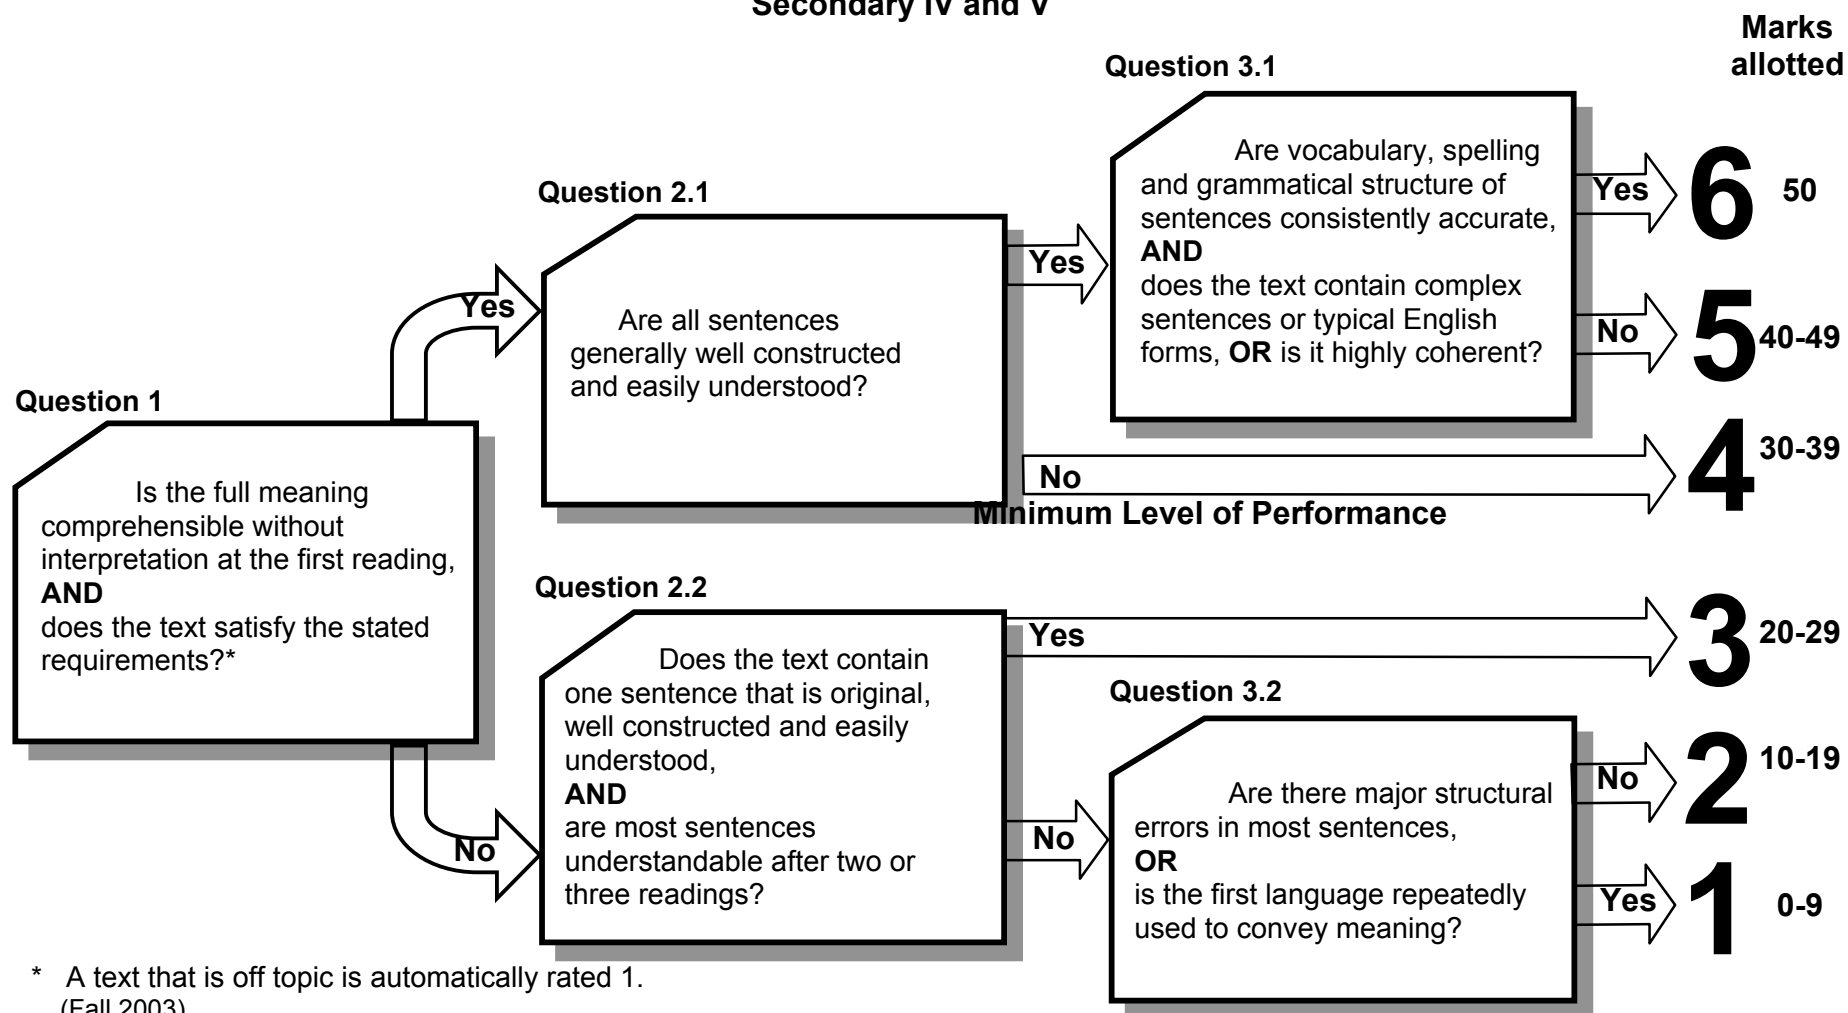 Secondary IV and V
Marks
allotted
Question 3.1
Are vocabulary, spelling
and grammatical structure of
sentences consistently accurate,
AND
does the text contain complex
sentences or typical English
forms, OR is it highly coherent?
Yes
6 50
No
5 40-49
Question 2.1
Are all sentences
generally well constructed
and easily understood?
Yes
No
4 30-39
Minimum Level of Performance
Question 1
Is the full meaning
comprehensible without
interpretation at the first reading,
AND
does the text satisfy the stated
requirements?*
Yes
No
Question 2.2
Does the text contain
one sentence that is original,
well constructed and easily
understood,
AND
are most sentences
understandable after two or
three readings?
Yes
3 20-29
No
Question 3.2
Are there major structural
errors in most sentences,
OR
is the first language repeatedly
used to convey meaning?
No
2 10-19
Yes
1 0-9
* A text that is off topic is automatically rated 1.
(Fall 2003)